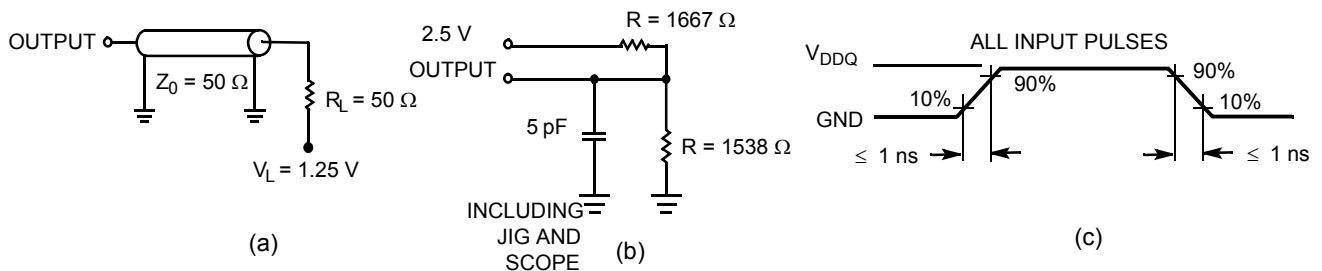 OUTPUT
Z0 = 50 Ω
RL = 50 Ω
VL = 1.25 V
(a)
R = 1667 Ω
2.5 V
OUTPUT
5 pF
R = 1538 Ω
INCLUDING
JIG AND
SCOPE
(b)
ALL INPUT PULSES
VDDQ
GND
10%
90%
90%
10%
≤ 1 ns
≤ 1 ns
(c)